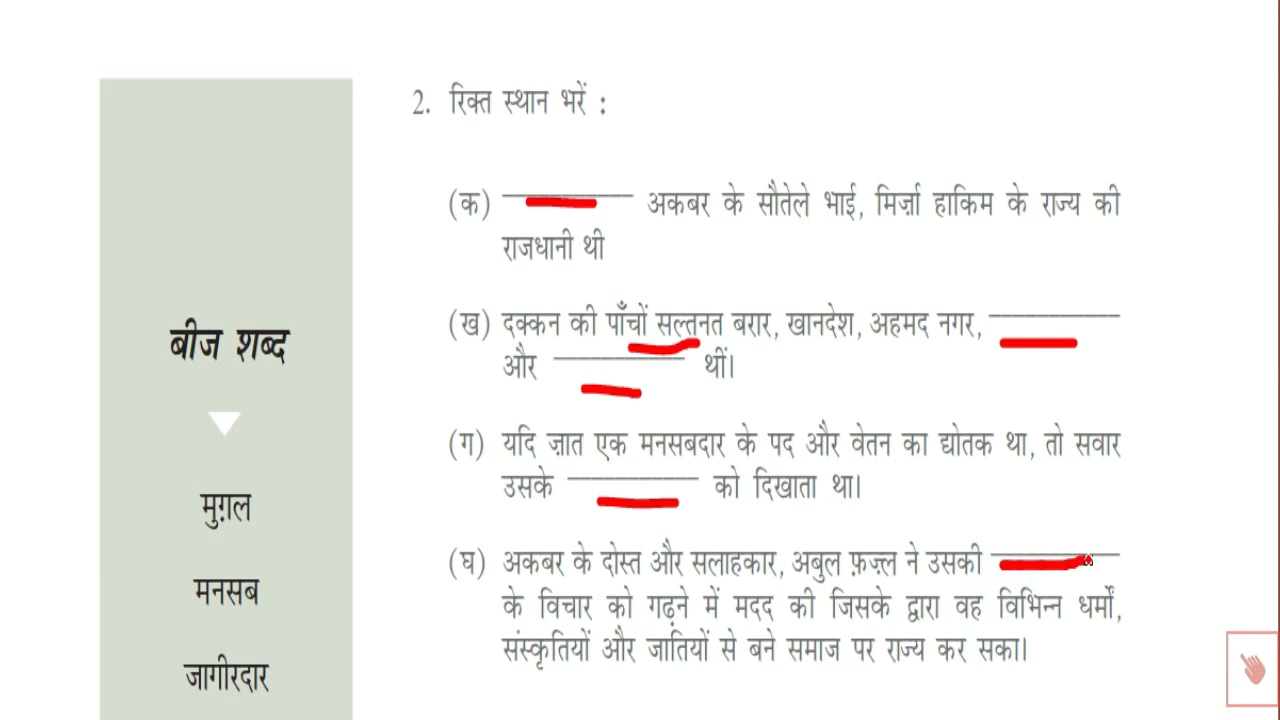 2. रिक्त स्थान भरें :
(क) __________ अकबर के सौतेले भाई, मिर्ज़ा हाकिम के राज्य की
राजधानी थी
(ख) दक्कन की पाँचों सल्तनत बरार, खानदेश, अहमद नगर, __________
और __________ थीं।
(ग) यदि ज़ात एक मनसबदार के पद और वेतन का द्योतक था, तो सवार
उसके __________ को दिखाता था।
(घ) अकबर के दोस्त और सलाहकार, अबुल फ़ज़्ल ने उसकी __________
के विचार को गढ़ने में मदद की जिसके द्वारा वह विभिन्न धर्मों,
संस्कृतियों और जातियों से बने समाज पर राज्य कर सका।
बीज शब्द
मुग़ल
मनसब
जागीरदार